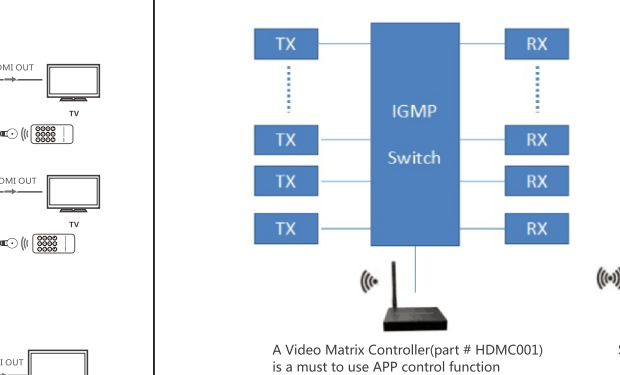 DMI OUT
TV
DMI OUT
TV
I OUT
TX
RX
IGMP
Switch
TX
RX
TX
RX
TX
RX
A Video Matrix Controller(part # HDMC001)
is a must to use APP control function
S